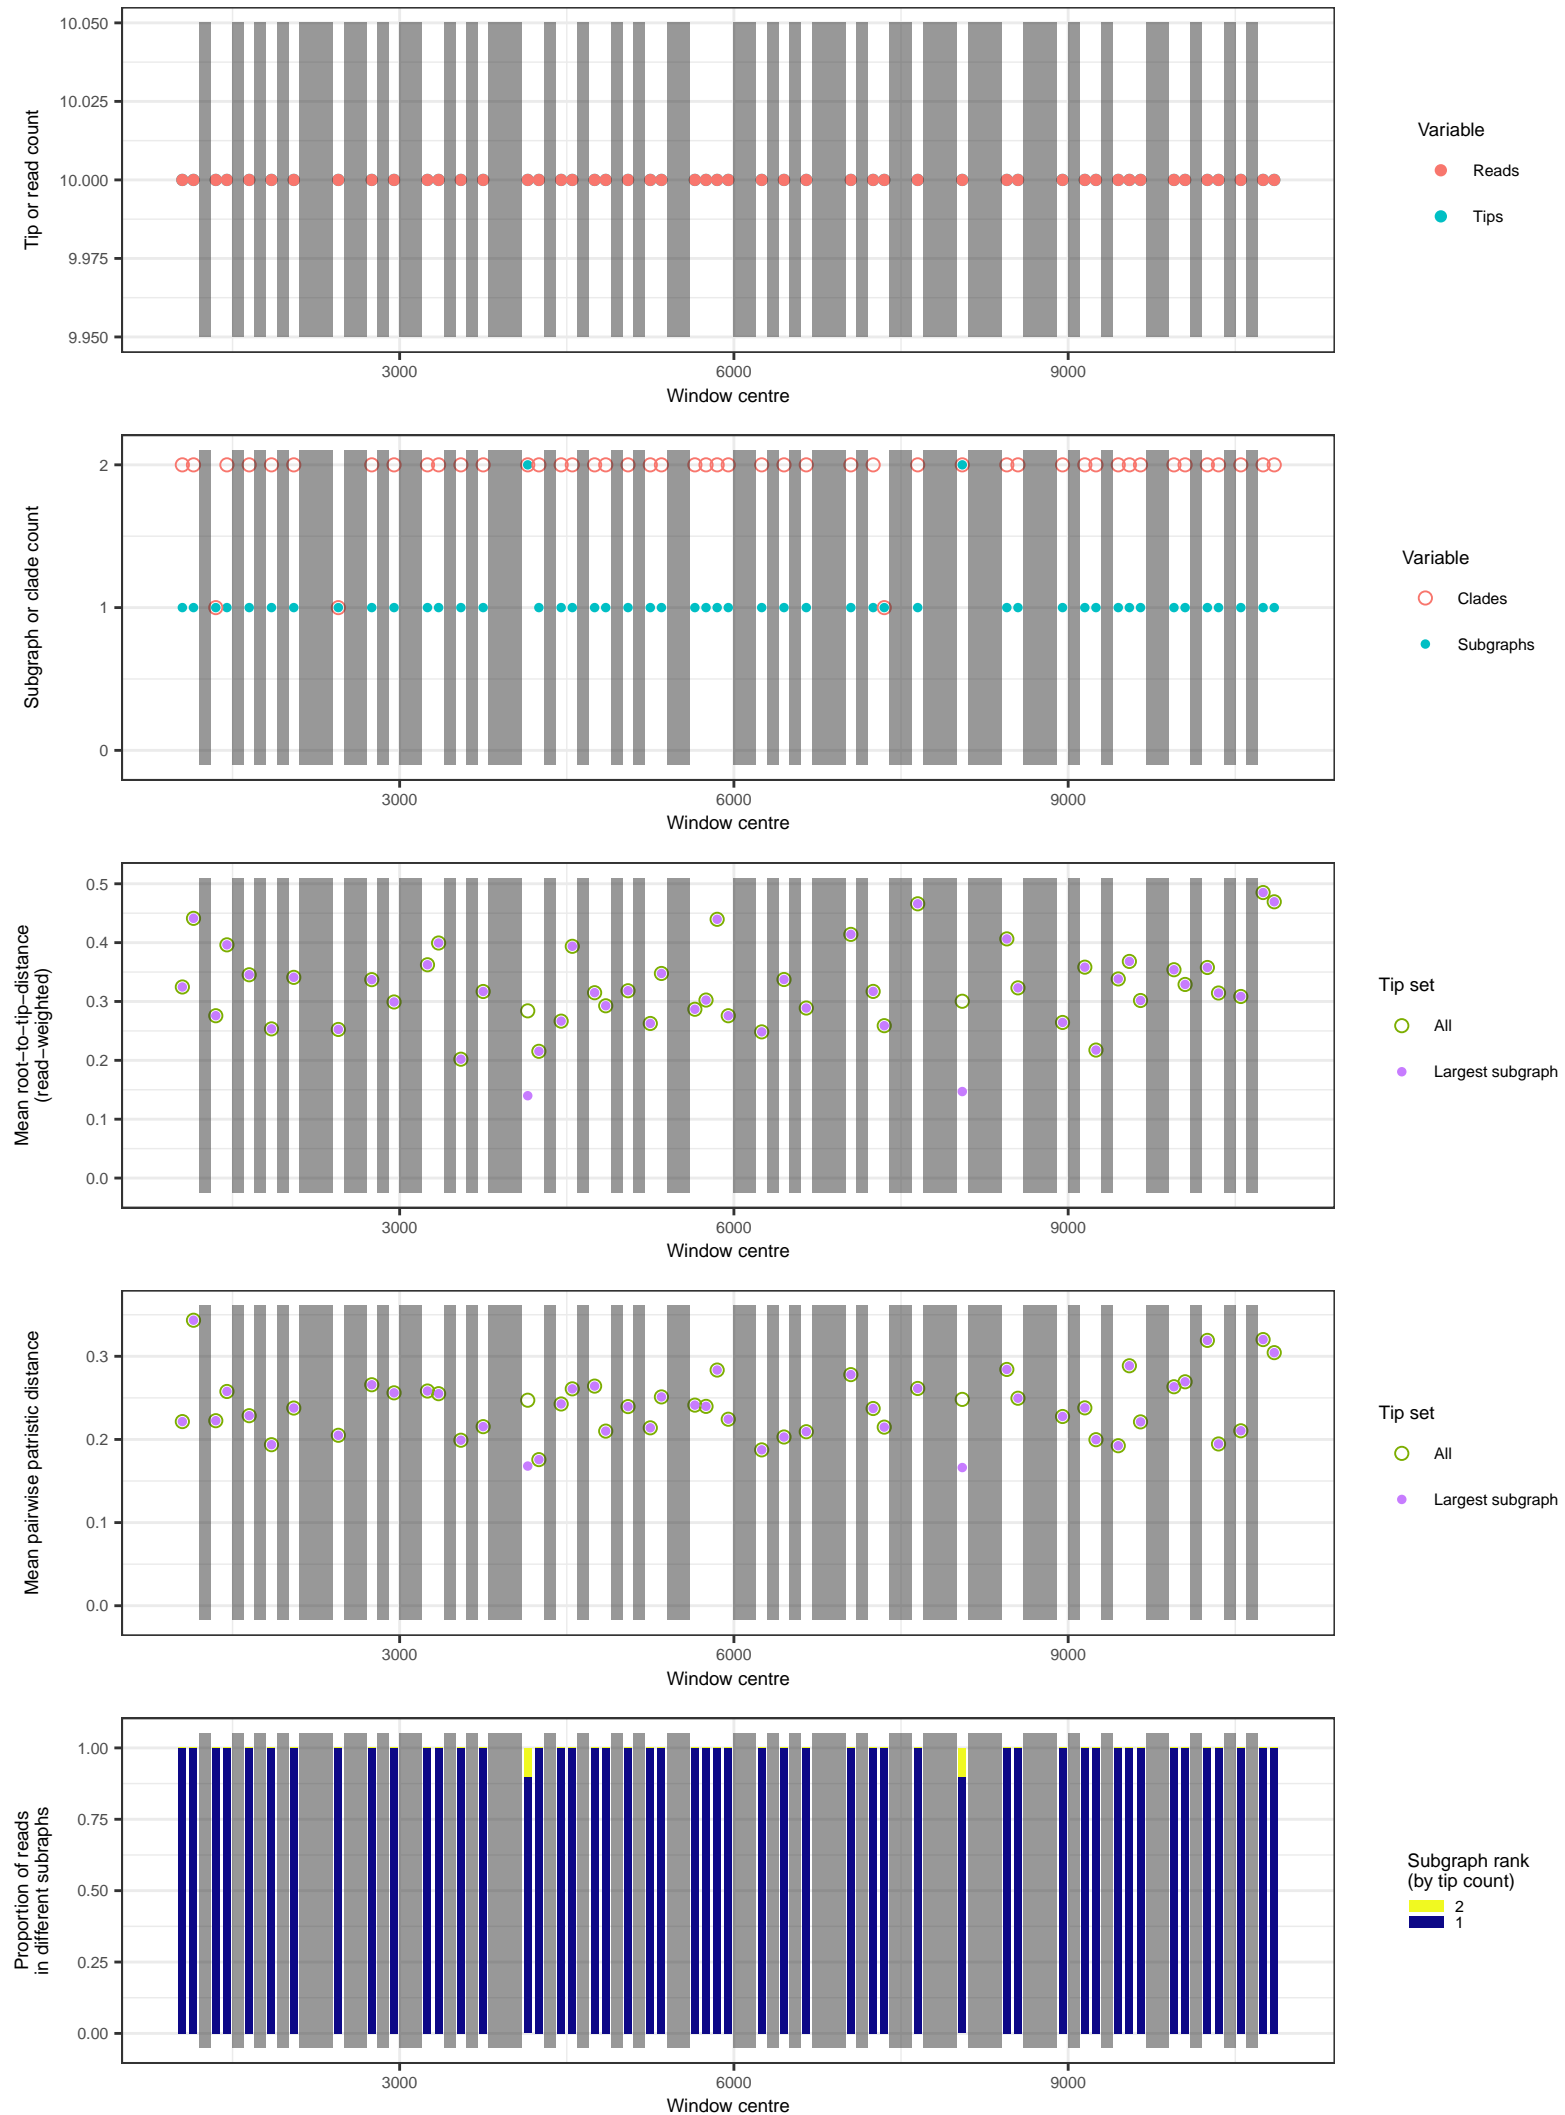 10.050
10.025
10.000
9.975
9.950
Tip or read count
3000
6000
9000
Window centre
Variable
Reads
Tips
2
1
0
Subgraph or clade count
3000
6000
9000
Window centre
Variable
Clades
Subgraphs
0.5
0.4
0.3
0.2
0.1
0.0
Mean root−to−tip−distance
(read−weighted)
3000
6000
9000
Window centre
Tip set
All
Largest subgraph
0.3
0.2
0.1
0.0
Mean pairwise patristic distance
3000
6000
9000
Window centre
Tip set
All
Largest subgraph
1.00
0.75
0.50
0.25
0.00
Proportion of reads
in different subraphs
3000
6000
9000
Window centre
Subgraph rank
(by tip count)
2
1